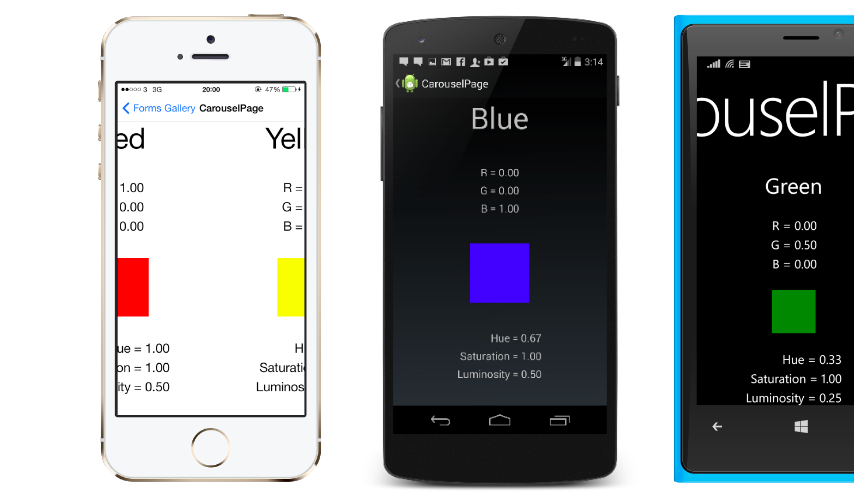 3 3G 20:00 47%
Forms Gallery CarouselPage
ed Yel
1.00 R =
0.00 G =
0.00 B =
ue = 1.00 H
on = 1.00 Saturati
ity = 0.50 Luminos
3:14
CarouselPage
Blue
R = 0.00
G = 0.00
B = 1.00
Hue = 0.67
Saturation = 1.00
Luminosity = 0.50
ouselP
Green
R = 0.00
G = 0.50
B = 0.00
Hue = 0.33
Saturation = 1.00
Luminosity = 0.25